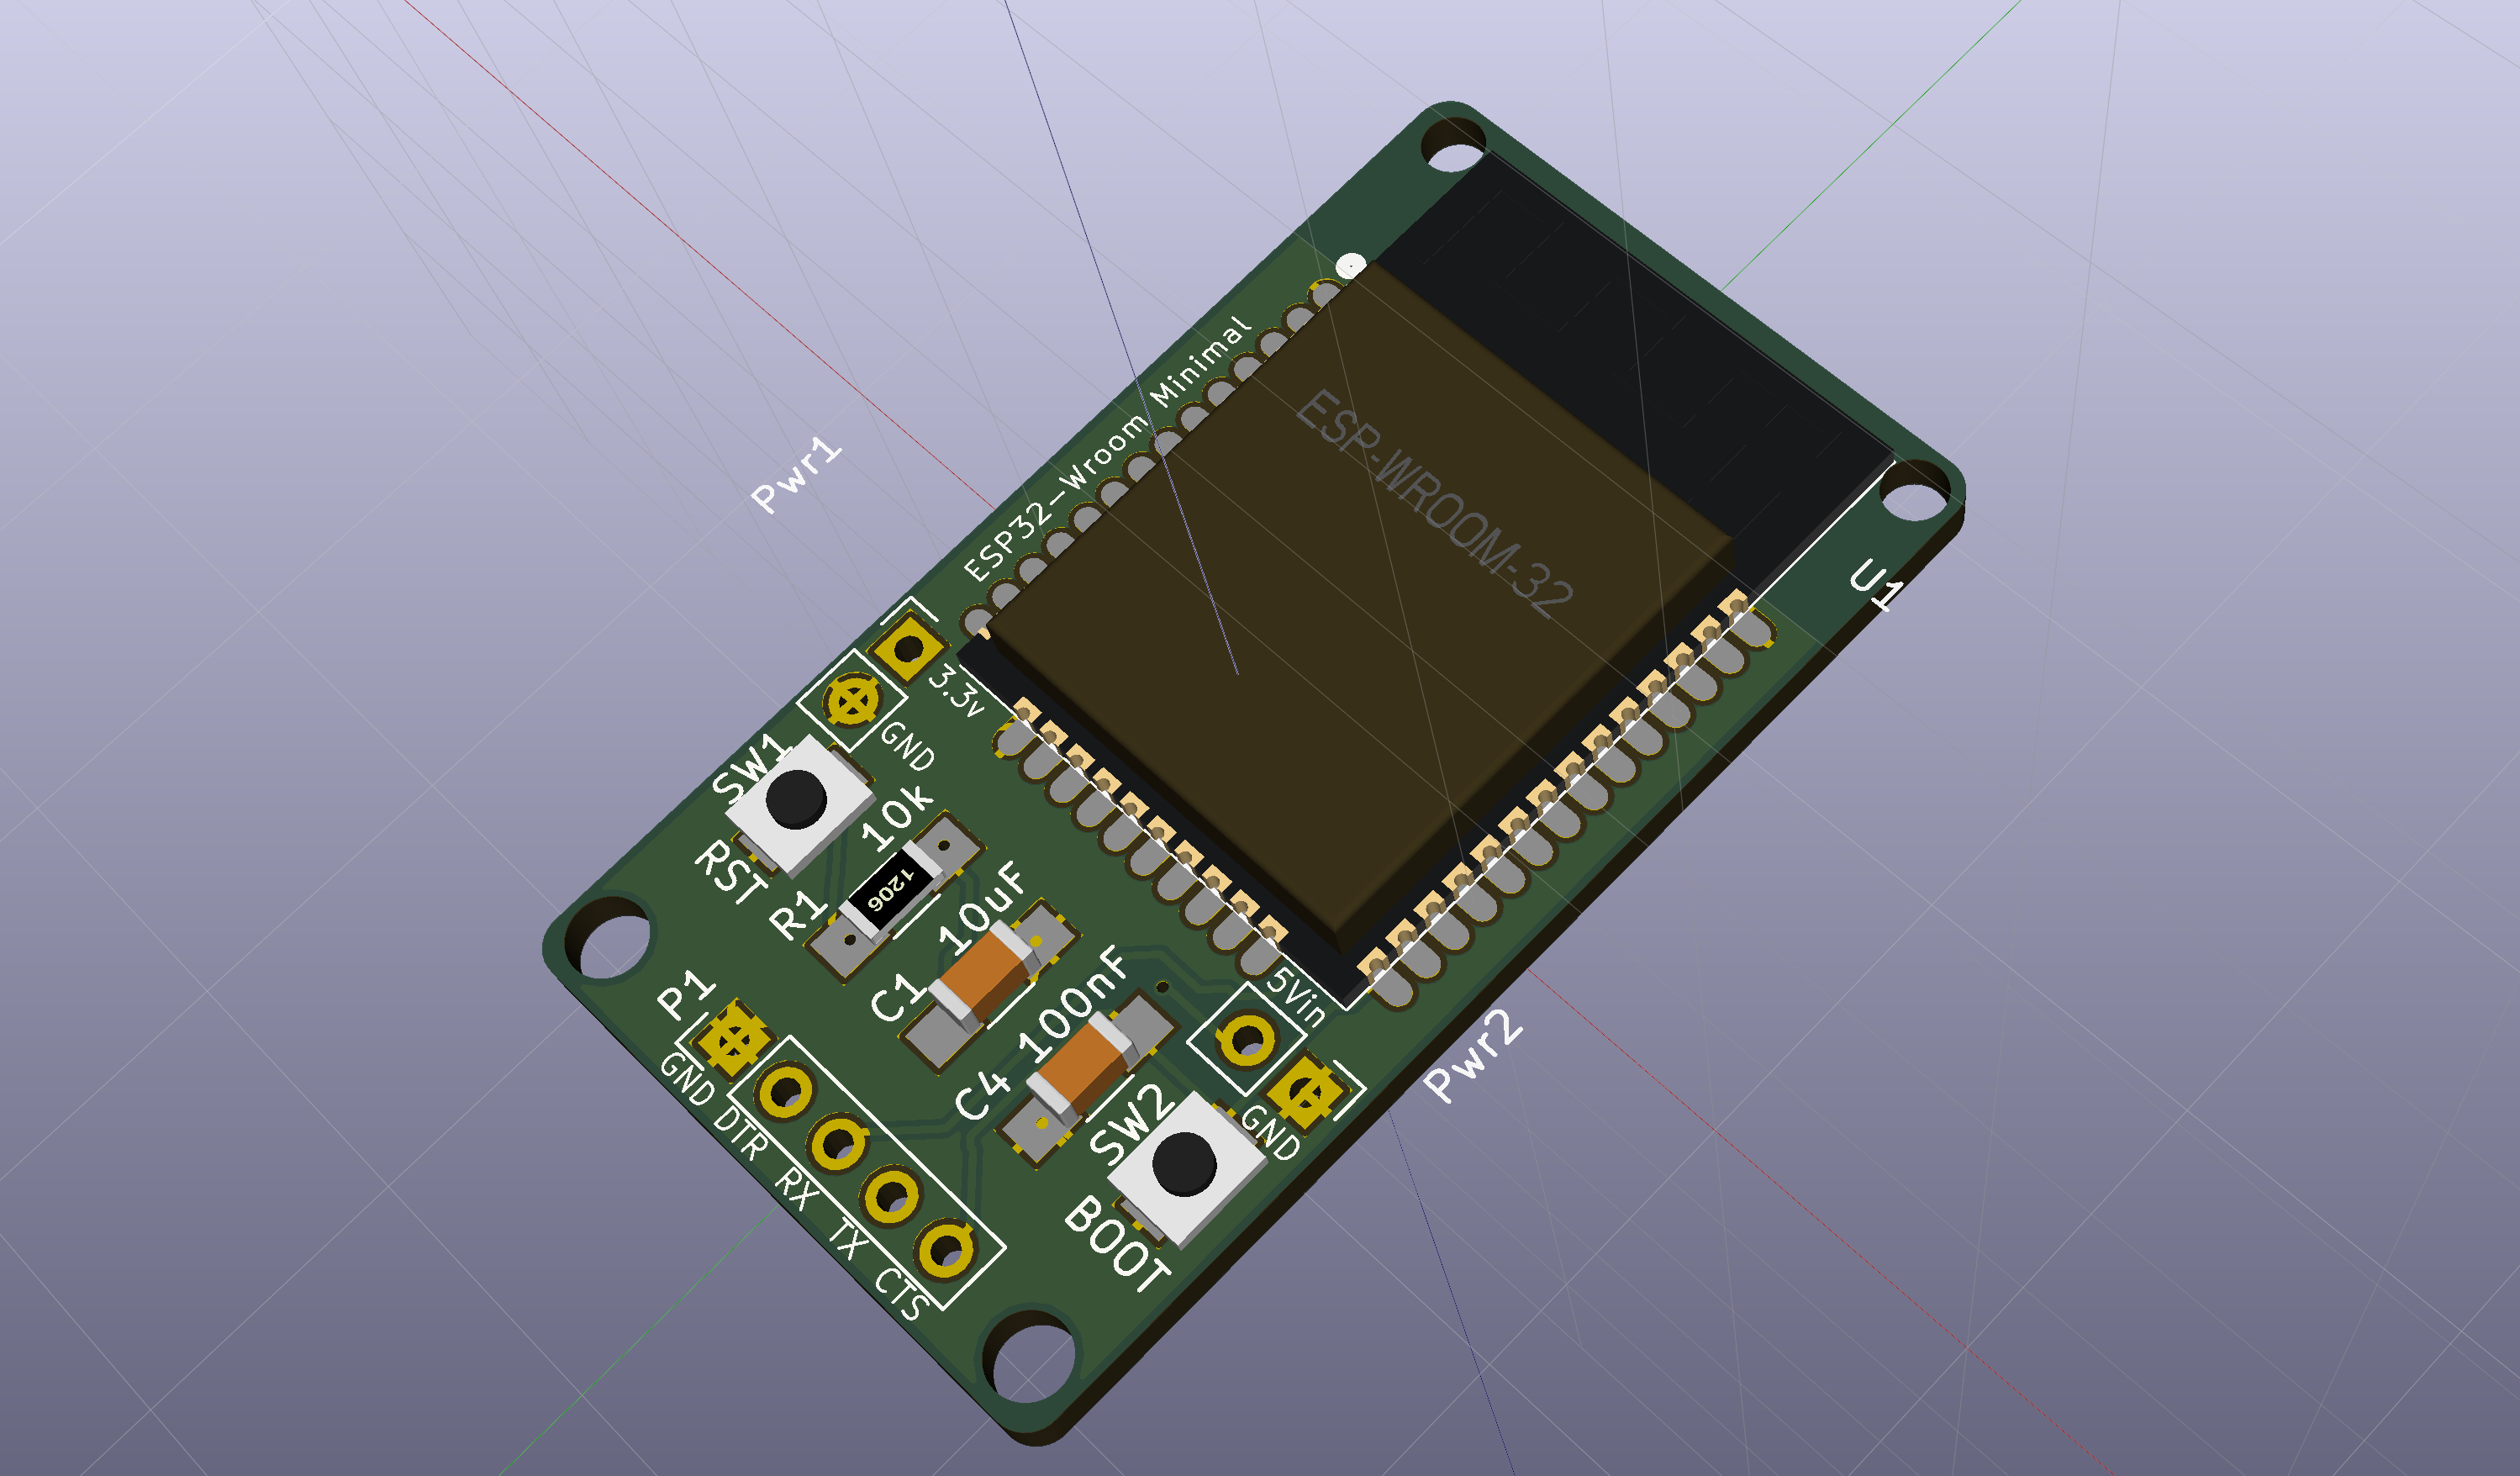 Pwr1
ESP32-Wroom Minimal
ESP-WROOM-32
U1
3.3v
GND
SW1
RST
10k
R1
1206
10uF
C1
100nF
C4
5Vin
Pwr2
GND
SW2
BOOT
P1
GND DTR RX TX CTS